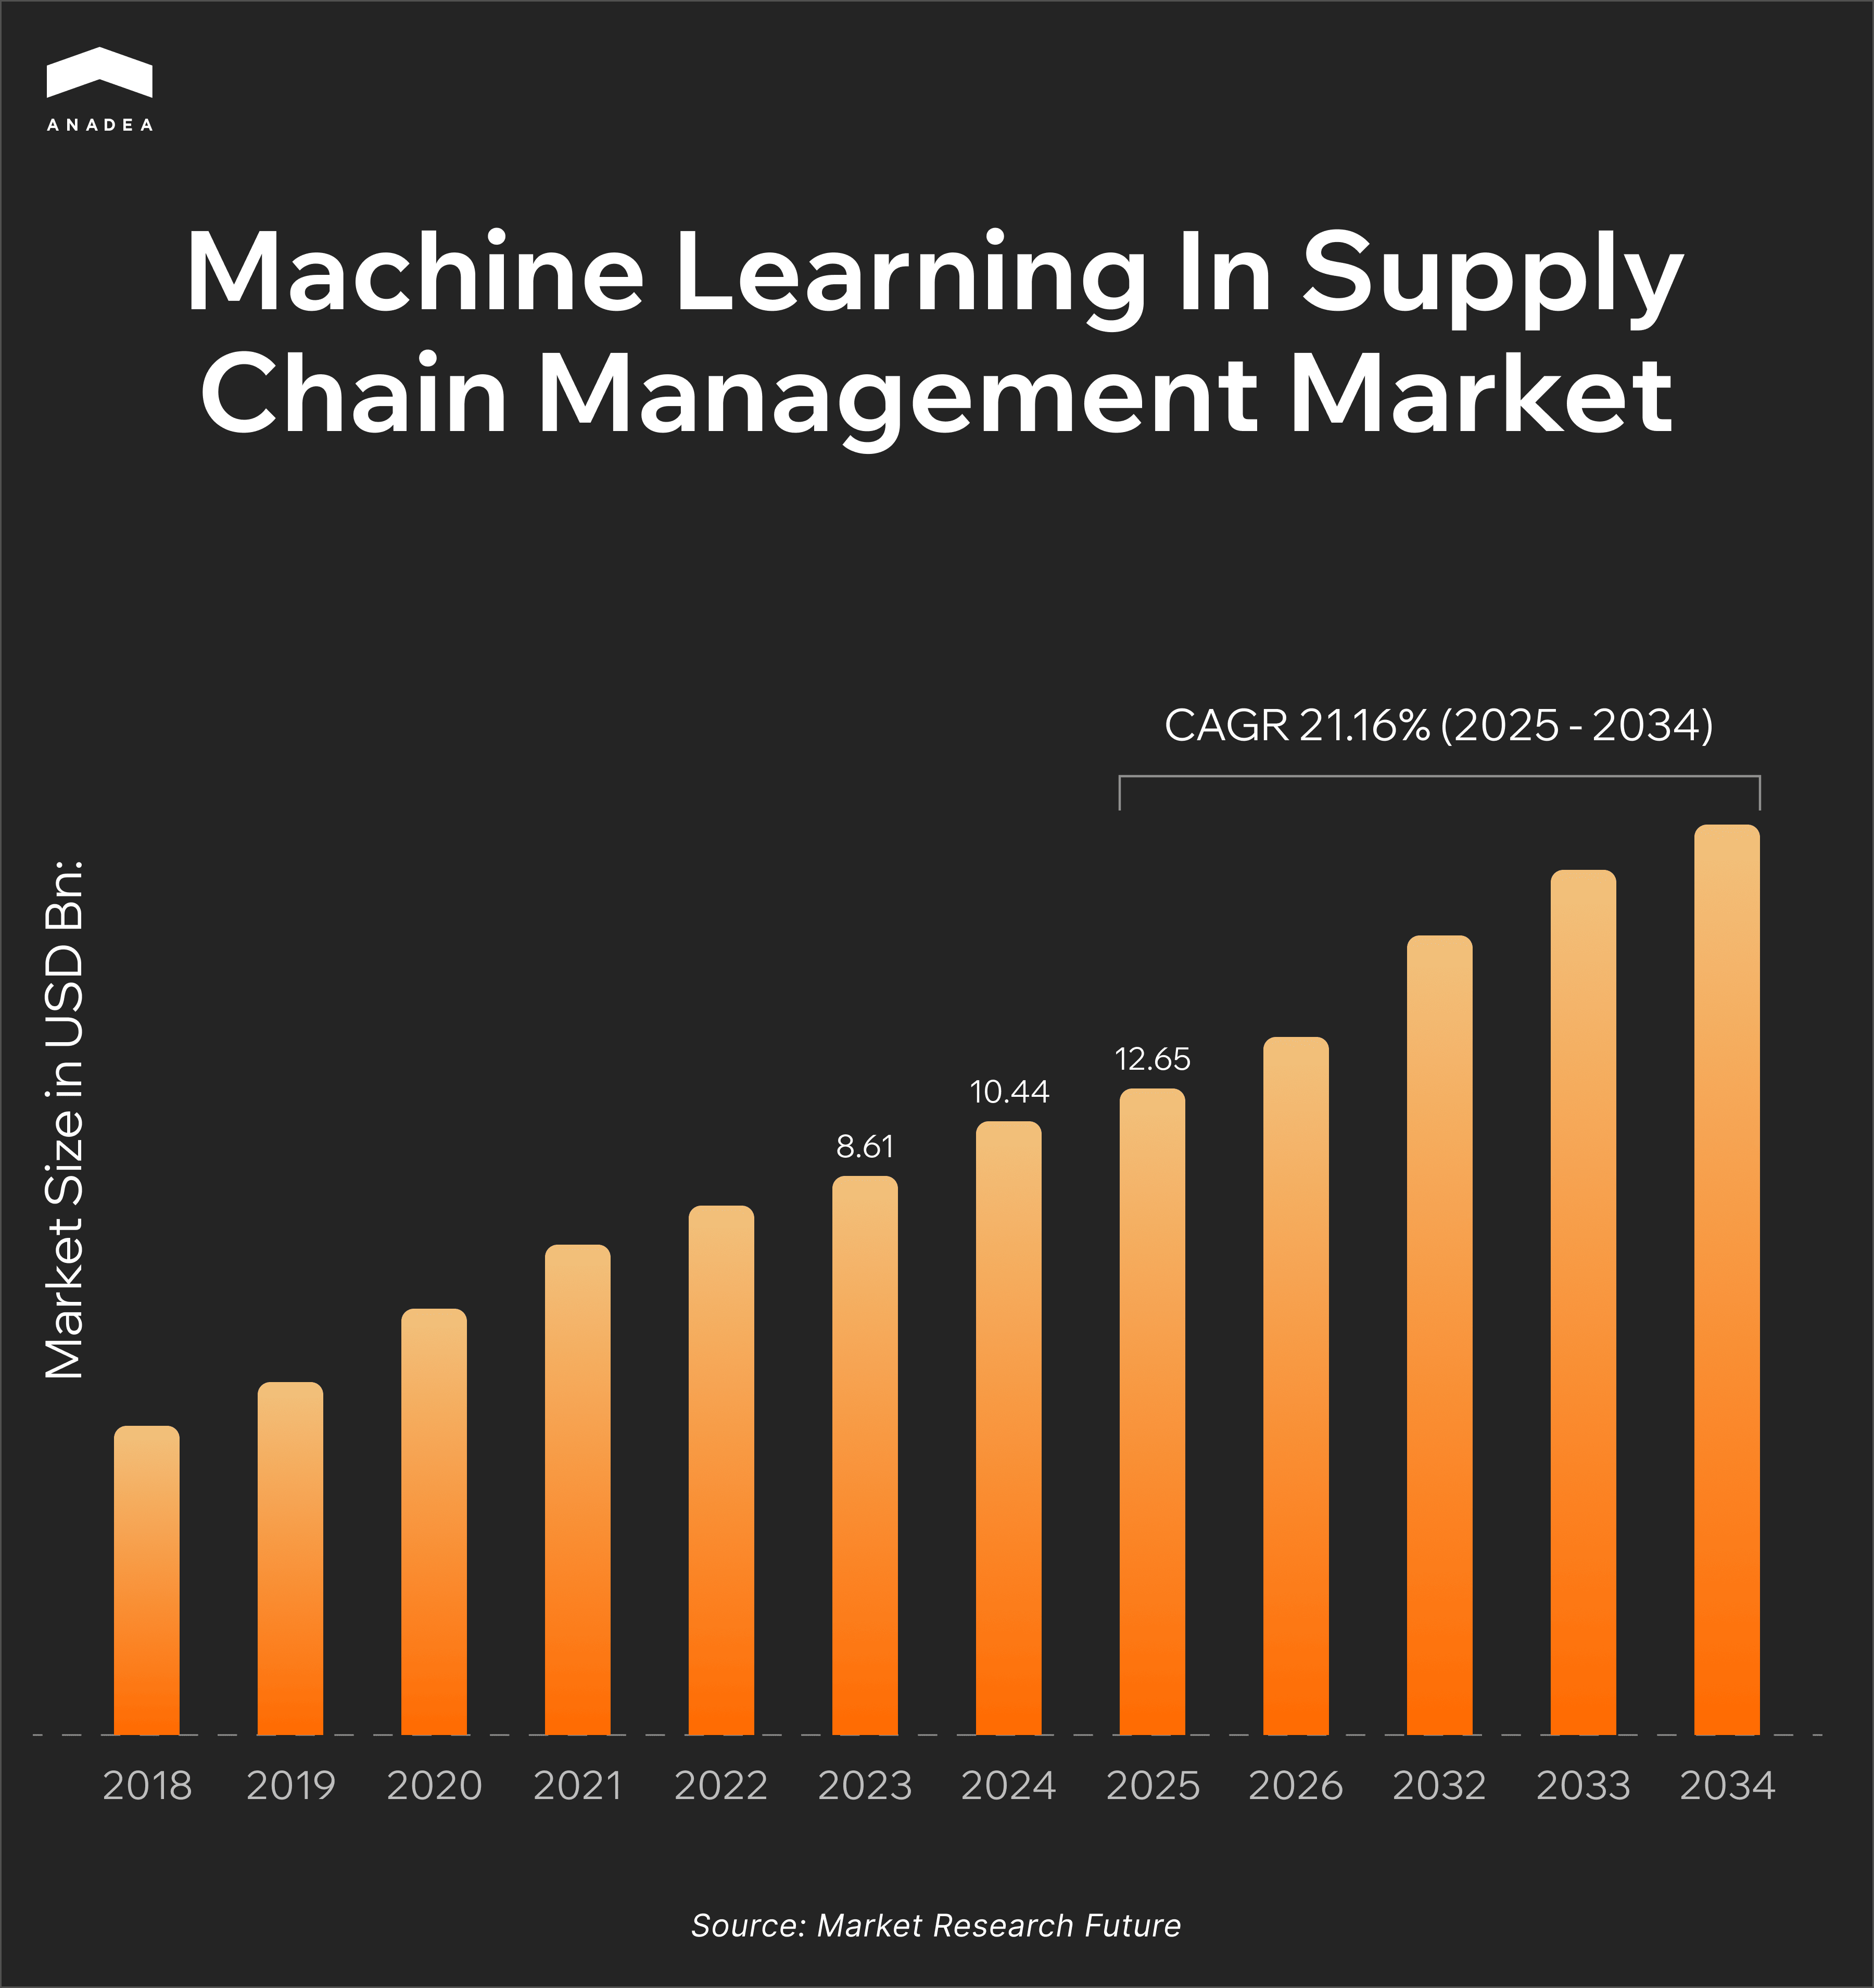 ANADEA
Machine Learning In Supply
Chain Management Market
CAGR 21.16% (2025 - 2034)
Market Size in USD Bn:
8.61
10.44
12.65
2018
2019
2020
2021
2022
2023
2024
2025
2026
2032
2033
2034
Source: Market Research Future